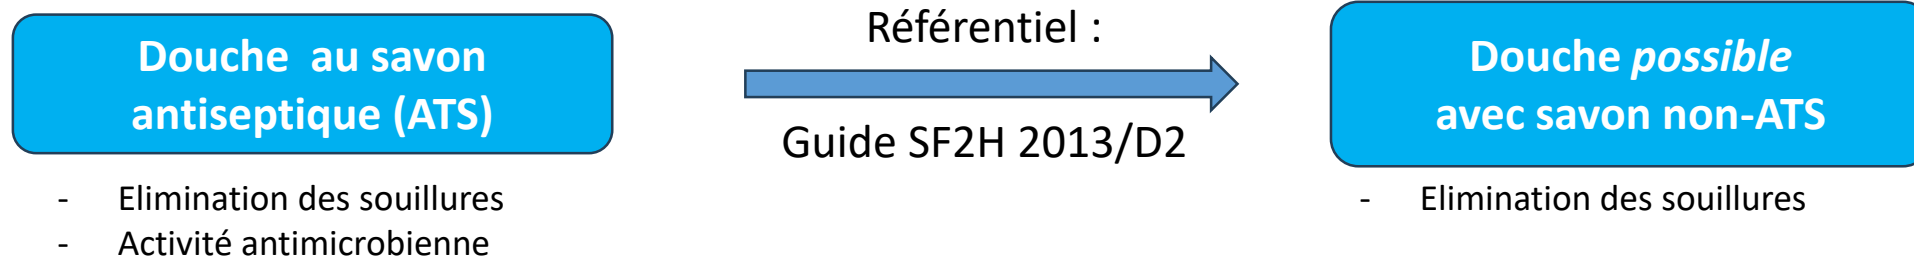 Douche au savon
antiseptique (ATS)
- Elimination des souillures
- Activité antimicrobienne
Référentiel :
Guide SF2H 2013/D2
Douche possible
avec savon non-ATS
- Elimination des souillures